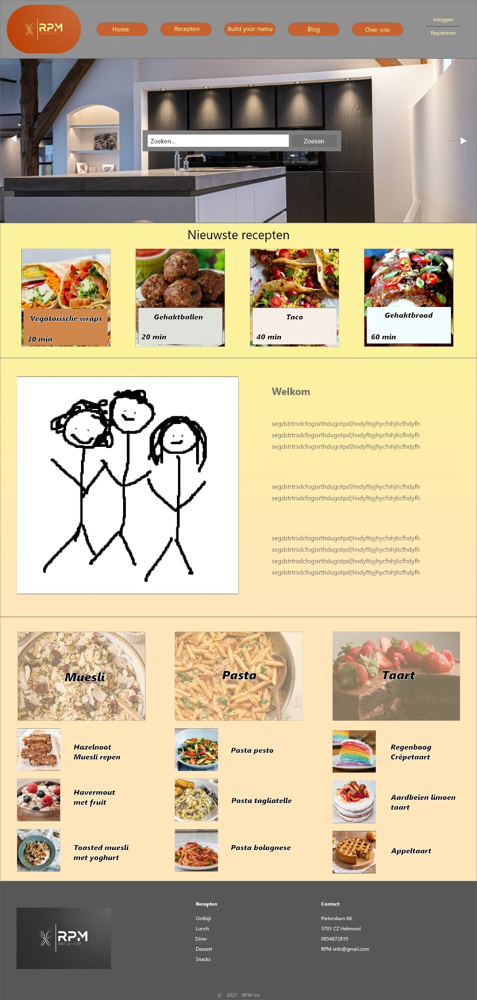 RPM
WEET WAT JE EET
Home
Recepten
Build your menu
Blog
Over ons
Inloggen
Registreren
Zoeken...
Zoeken
Nieuwste recepten
Vegatarische wraps
30 min
Gehaktballen
20 min
Taco
40 min
Gehaktbrood
60 min
Welkom
segdstrtrsdcfogisrthdugotpd[hndyftiyjhycfnhjticfhdyfh
segdstrtrsdcfogisrthdugotpd[hndyftiyjhycfnhjticfhdyfh
segdstrtrsdcfogisrthdugotpd[hndyftiyjhycfnhjticfhdyfh
segdstrtrsdcfogisrthdugotpd[hndyftiyjhycfnhjticfhdyfh
segdstrtrsdcfogisrthdugotpd[hndyftiyjhycfnhjticfhdyfh
segdstrtrsdcfogisrthdugotpd[hndyftiyjhycfnhjticfhdyfh
segdstrtrsdcfogisrthdugotpd[hndyftiyjhycfnhjticfhdyfh
segdstrtrsdcfogisrthdugotpd[hndyftiyjhycfnhjticfhdyfh
segdstrtrsdcfogisrthdugotpd[hndyftiyjhycfnhjticfhdyfh
Muesli
Hazelnoot
Muesli repen
Havermout
met fruit
Toasted muesli
met yoghurt
Pasta
Pasta pesto
Pasta tagliatelle
Pasta bolognese
Taart
Regenboog
Crêpetaart
Aardbeien limoen
taart
Appeltaart
RPM
WEET WAT JE EET
Recepten
Ontbijt
Lunch
Diner
Dessert
Snacks
Contact
Pieterslaan 68
5701 CZ Helmond
0654872819
RPM-info@gmail.com
© 2021 RPM Inc